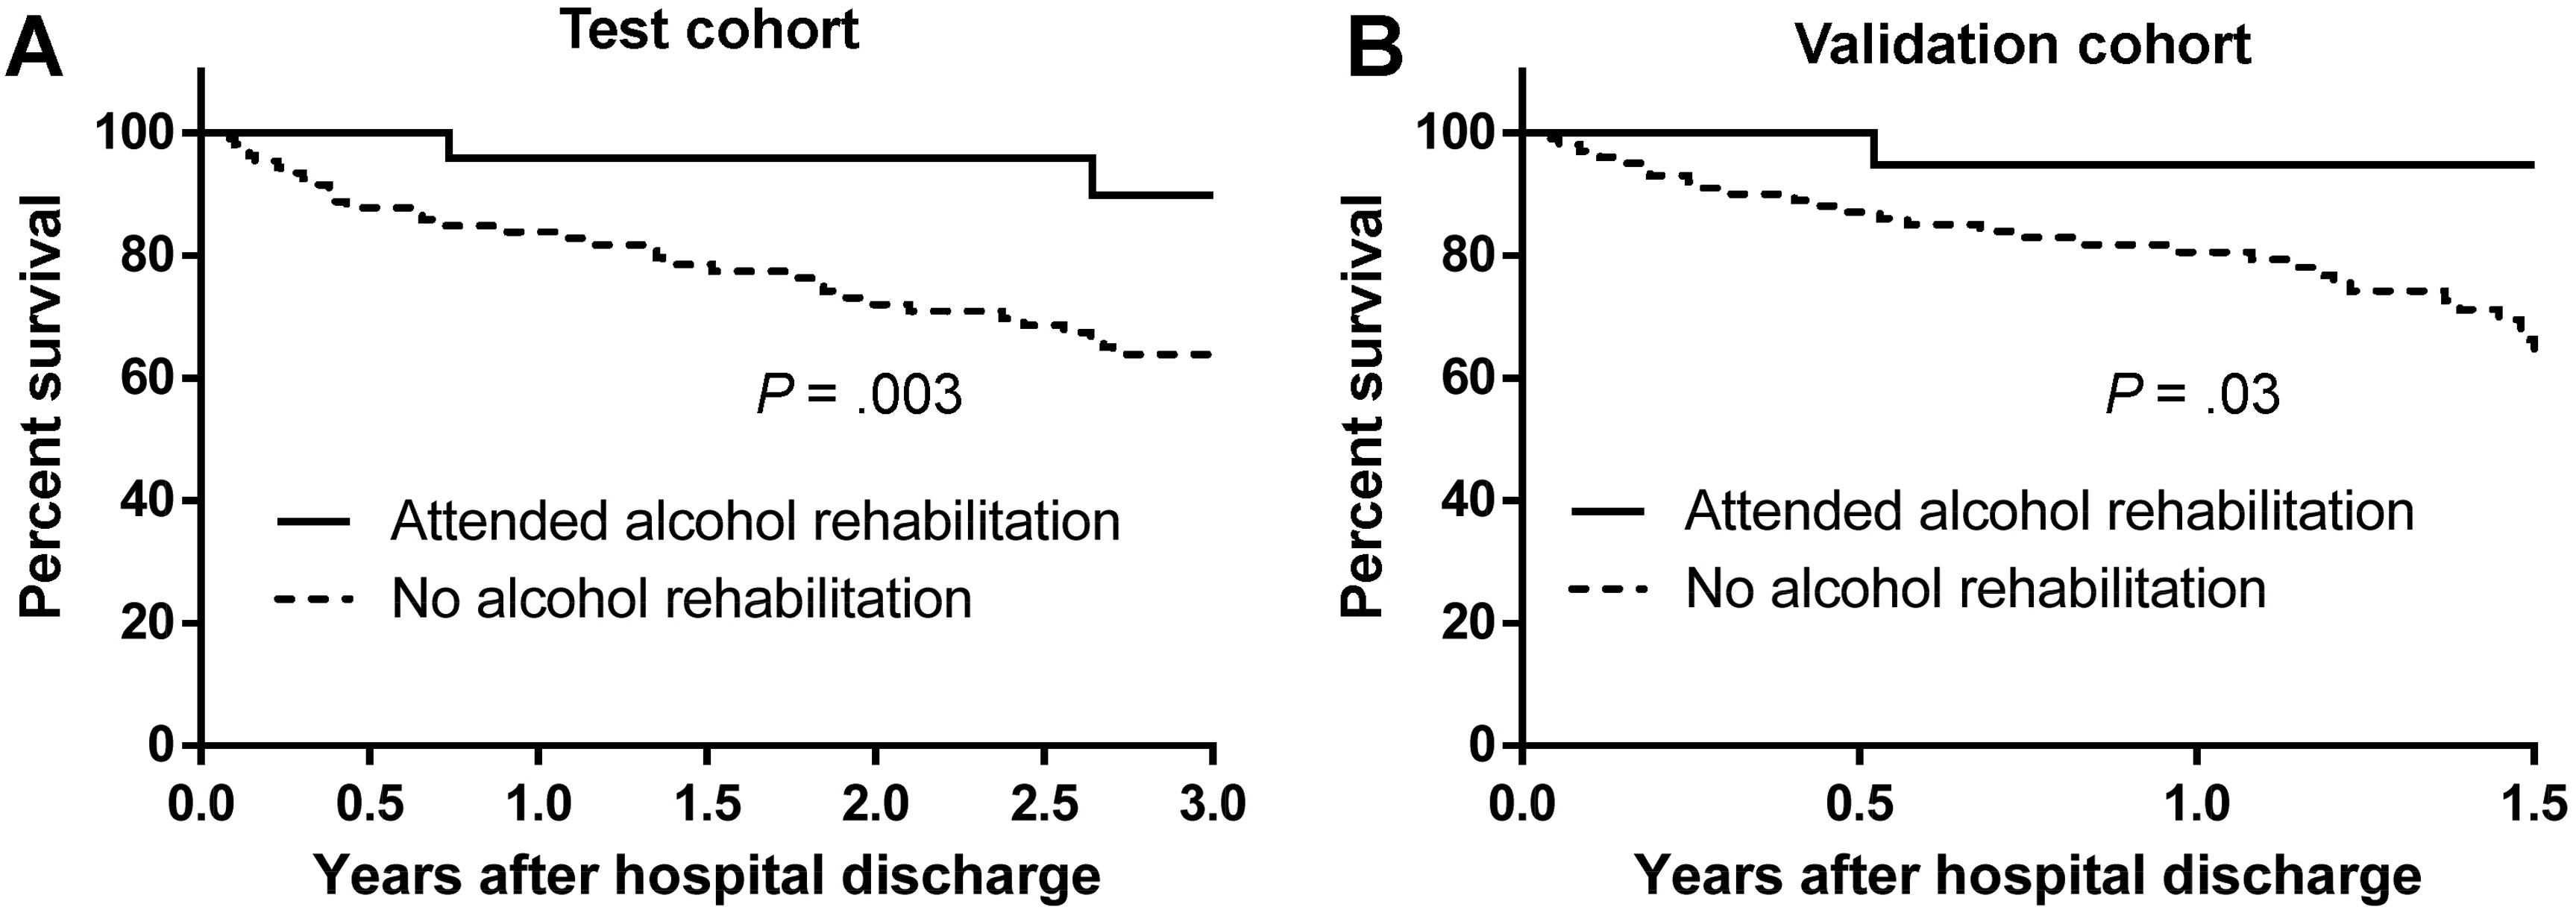 A
Test cohort
Percent survival
100
80
60
40
20
0
P = .003
Attended alcohol rehabilitation
No alcohol rehabilitation
0.0 0.5 1.0 1.5 2.0 2.5 3.0
Years after hospital discharge
B
Validation cohort
Percent survival
100
80
60
40
20
0
P = .03
Attended alcohol rehabilitation
No alcohol rehabilitation
0.0 0.5 1.0 1.5
Years after hospital discharge